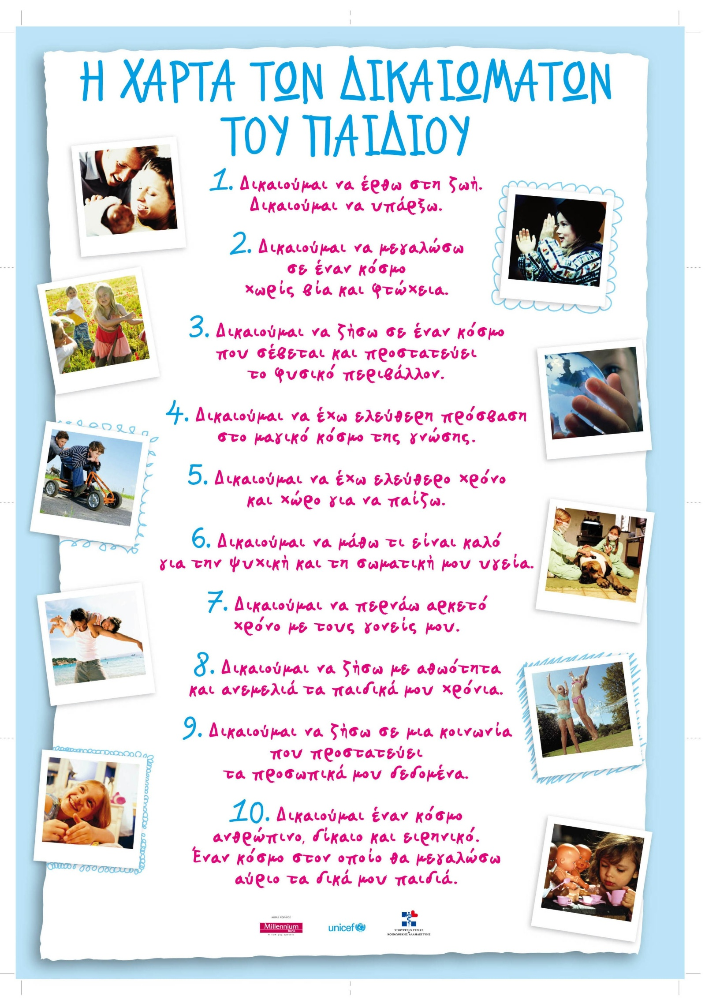 Η ΧΑΡΤΑ ΤΩΝ ΔΙΚΑΙΩΜΑΤΩΝ
ΤΟΥ ΠΑΙΔΙΟΥ
1. Δικαιούμαι να έρθω στη ζωή.
Δικαιούμαι να υπάρξω.
2. Δικαιούμαι να μεγαλώσω
σε έναν κόσμο
χωρίς βία και φτώχεια.
3. Δικαιούμαι να ζήσω σε έναν κόσμο
που σέβεται και προστατεύει
το φυσικό περιβάλλον.
4. Δικαιούμαι να έχω ελεύθερη πρόσβαση
στο μαγικό κόσμο της γνώσης.
5. Δικαιούμαι να έχω ελεύθερο χρόνο
και χώρο για να παίξω.
6. Δικαιούμαι να μάθω τι είναι καλό
για την ψυχική και τη σωματική μου υγεία.
7. Δικαιούμαι να περνάω αρκετό
χρόνο με τους γονείς μου.
8. Δικαιούμαι να ζήσω με αθωότητα
και ανεμελιά τα παιδικά μου χρόνια.
9. Δικαιούμαι να ζήσω σε μια κοινωνία
που προστατεύει
τα προσωπικά μου δεδομένα.
10. Δικαιούμαι έναν κόσμο
ανθρώπινο, δίκαιο και ειρηνικό.
Έναν κόσμο στον οποίο θα μεγαλώσω
αύριο τα δικά μου παιδιά.
ΜΕΓΑΣ ΧΟΡΗΓΟΣ
Millennium
bank
Η ζωή μας εμπνέει
unicef
ΥΠΟΥΡΓΕΙΟ ΥΓΕΙΑΣ
&
ΚΟΙΝΩΝΙΚΗΣ ΑΛΛΗΛΕΓΓΥΗΣ